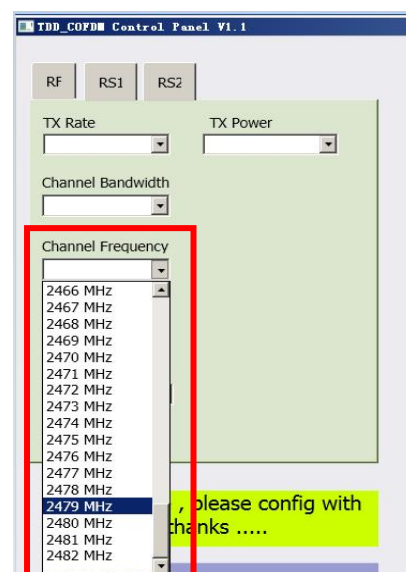 TDD_COFDM Control Panel V1.1
RF RS1 RS2
TX Rate TX Power
Channel Bandwidth
Channel Frequency
2466 MHz
2467 MHz
2468 MHz
2469 MHz
2470 MHz
2471 MHz
2472 MHz
2473 MHz
2474 MHz
2475 MHz
2476 MHz
2477 MHz
2478 MHz
2479 MHz
2480 MHz
2481 MHz
2482 MHz
, please config with
thanks .....